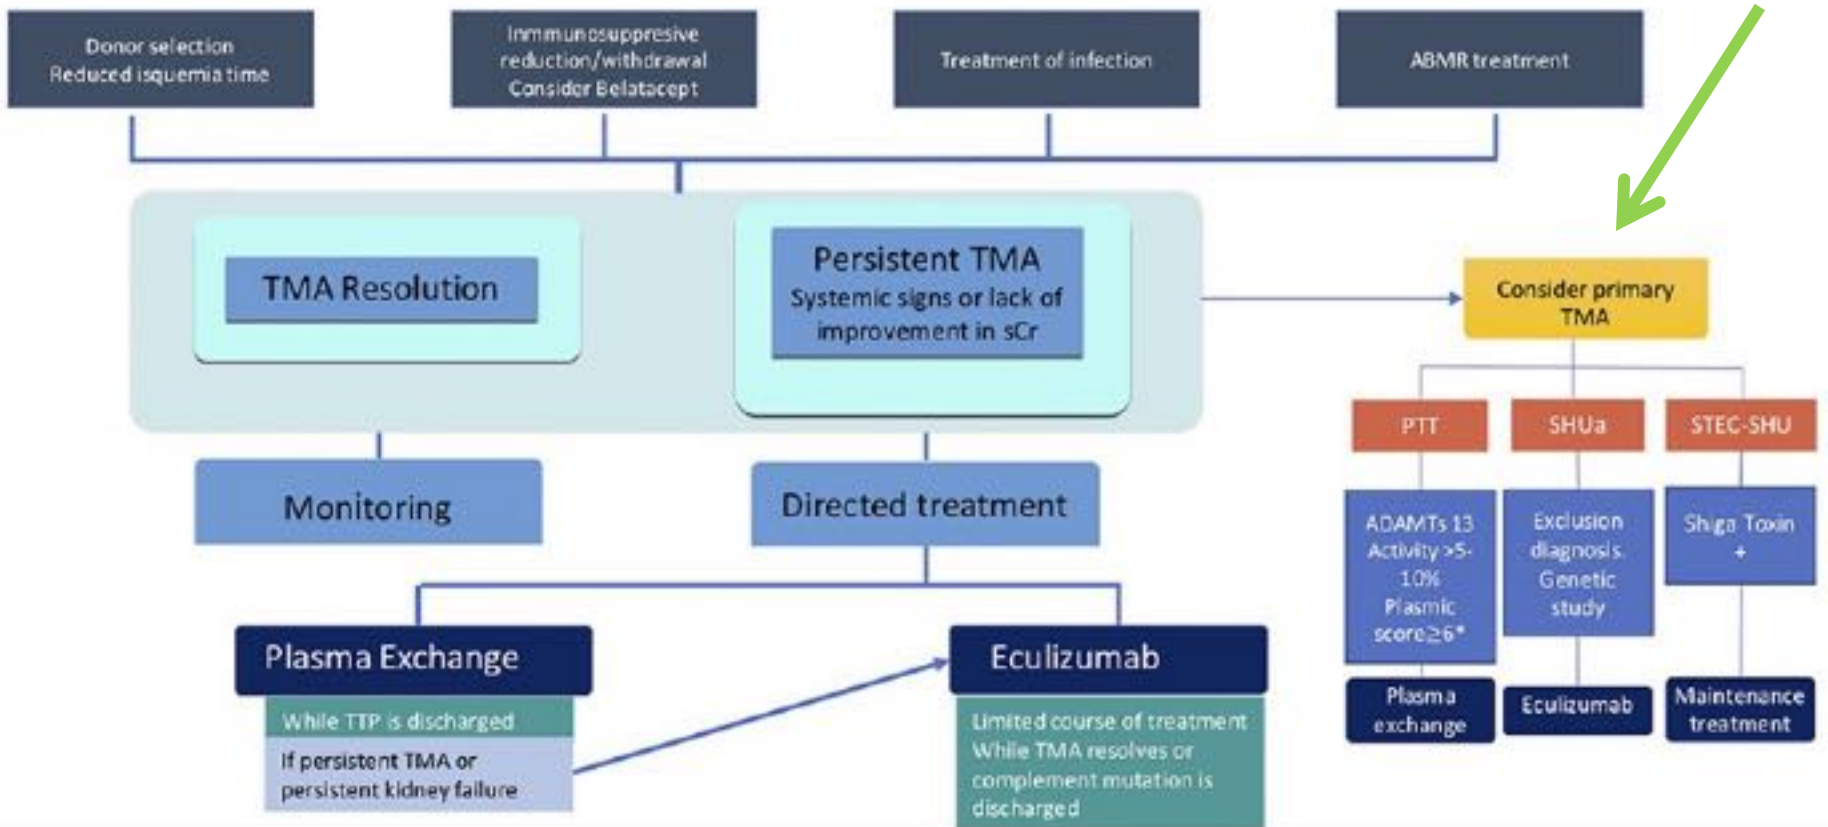 Donor selection
Reduced isquemia time
Inmmunosuppresive
reduction/withdrawal
Consider Belatacept
Treatment of infection
ABMR treatment
TMA Resolution
Persistent TMA
Systemic signs or lack of
improvement in sCr
Consider primary
TMA
PTT
SHUa
STEC-SHU
Monitoring
Directed treatment
ADAMTs 13
Activity >5-
10%
Plasmic
score≥6*
Exclusion
diagnosis.
Genetic
study
Shiga Toxin
+
Plasma Exchange
While TTP is discharged
If persistent TMA or
persistent kidney failure
Eculizumab
Limited course of treatment
While TMA resolves or
complement mutation is
discharged
Plasma
exchange
Eculizumab
Maintenance
treatment